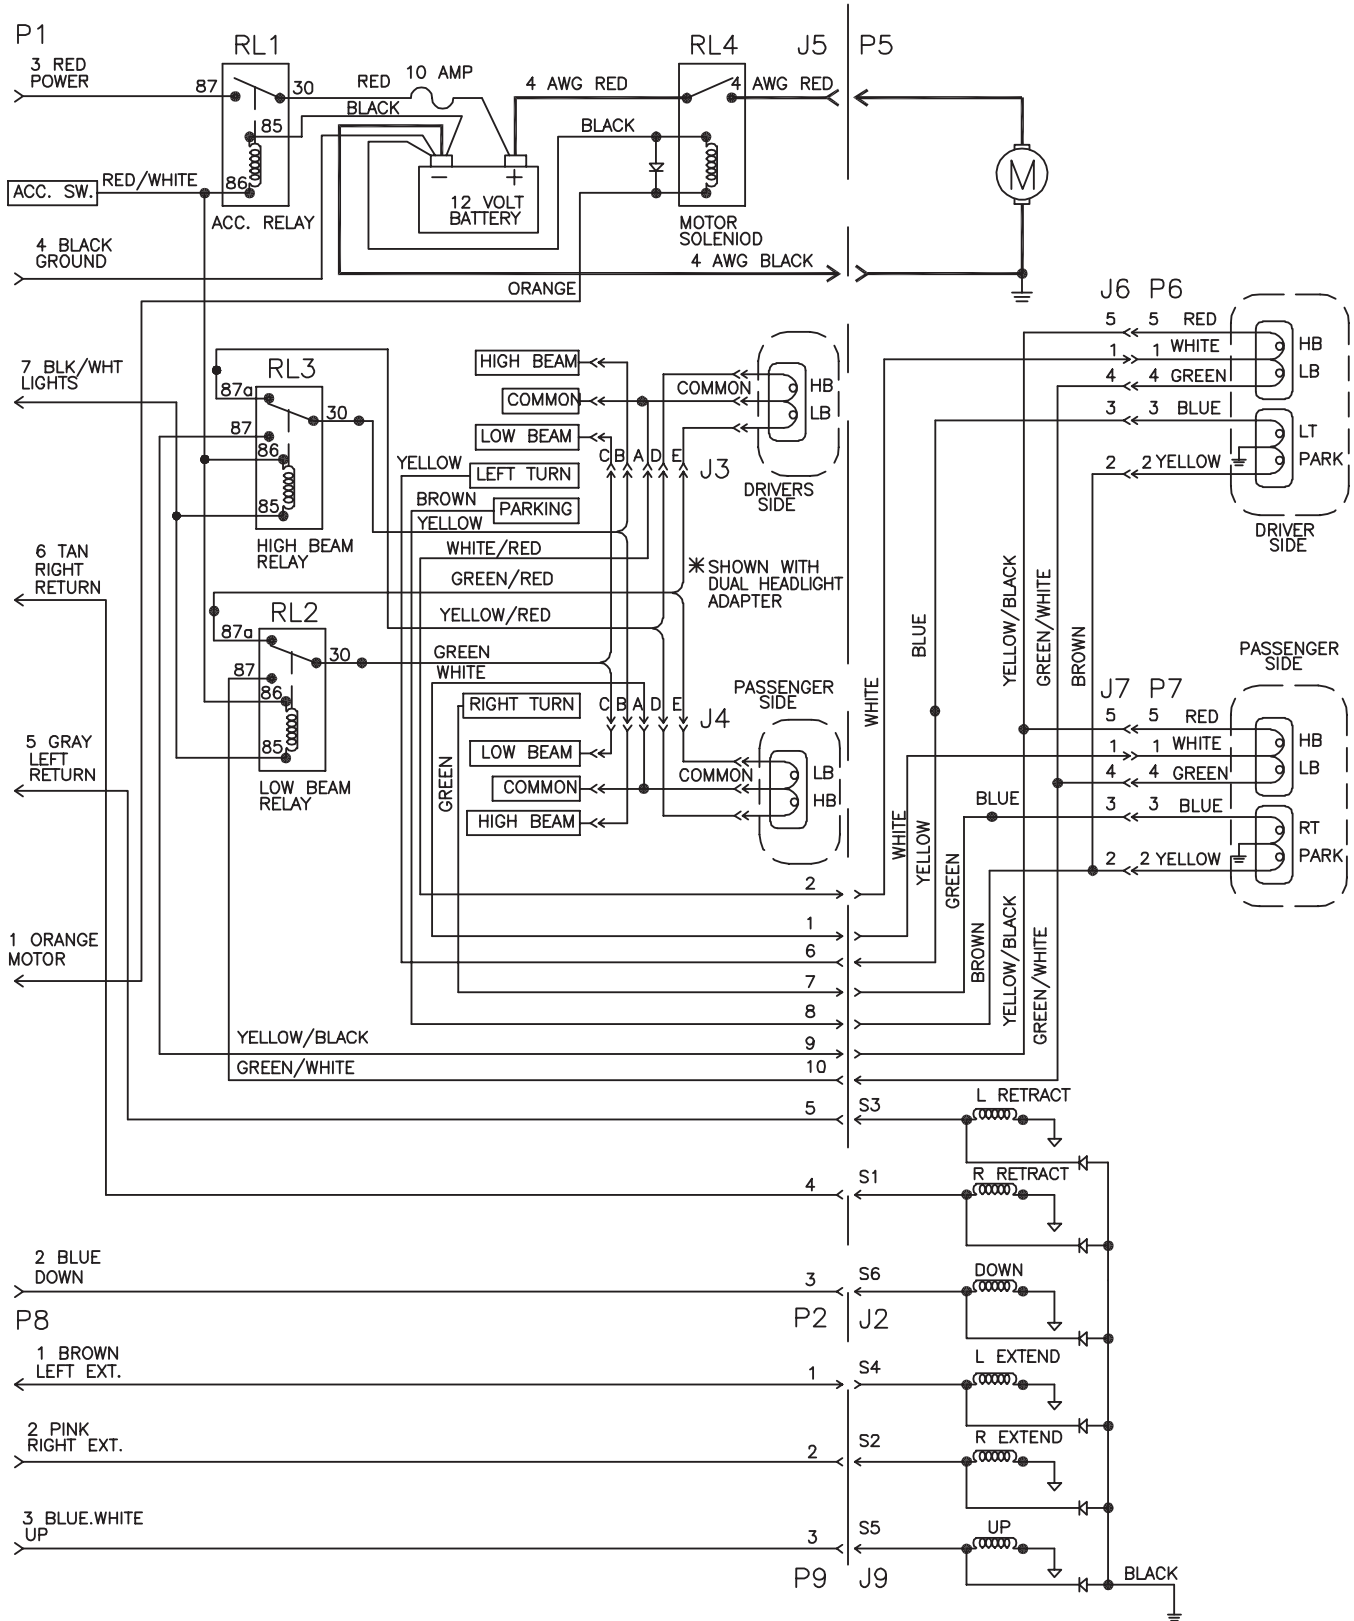 P1
3 RED
POWER
RL1
87
30
RED
10 AMP
BLACK
85
86
ACC. SW.
RED/WHITE
ACC. RELAY
4 BLACK
GROUND
− +
12 VOLT
BATTERY
4 AWG RED
BLACK
RL4
4 AWG RED
J5
P5
M
MOTOR
SOLENIOD
4 AWG BLACK
ORANGE
7 BLK/WHT
LIGHTS
RL3
87a
30
87
86
85
HIGH BEAM
RELAY
HIGH BEAM
COMMON
LOW BEAM
YELLOW
LEFT TURN
BROWN
PARKING
YELLOW
WHITE/RED
GREEN/RED
YELLOW/RED
GREEN
WHITE
C B A D E
J3
COMMON
HB
LB
DRIVERS
SIDE
✳ SHOWN WITH
DUAL HEADLIGHT
ADAPTER
6 TAN
RIGHT
RETURN
RL2
87a
30
87
86
85
LOW BEAM
RELAY
RIGHT TURN
C B A D E
J4
LOW BEAM
COMMON
HIGH BEAM
GREEN
COMMON
PASSENGER
SIDE
LB
HB
5 GRAY
LEFT
RETURN
1 ORANGE
MOTOR
J6 P6
5 5 RED
1 1 WHITE
4 4 GREEN
3 3 BLUE
2 2 YELLOW
HB
LB
LT
PARK
DRIVER
SIDE
WHITE
BLUE
YELLOW/BLACK
GREEN/WHITE
BROWN
PASSENGER
SIDE
J7 P7
5 5 RED
1 1 WHITE
4 4 GREEN
3 3 BLUE
2 2 YELLOW
HB
LB
RT
PARK
BLUE
WHITE
YELLOW
GREEN
BROWN
YELLOW/BLACK
GREEN/WHITE
2
1
6
7
8
YELLOW/BLACK
9
GREEN/WHITE
10
5
S3
L RETRACT
4
S1
R RETRACT
2 BLUE
DOWN
3
S6
DOWN
P8
P2
J2
1 BROWN
LEFT EXT.
1
S4
L EXTEND
2 PINK
RIGHT EXT.
2
S2
R EXTEND
3 BLUE.WHITE
UP
3
S5
UP
P9
J9
BLACK